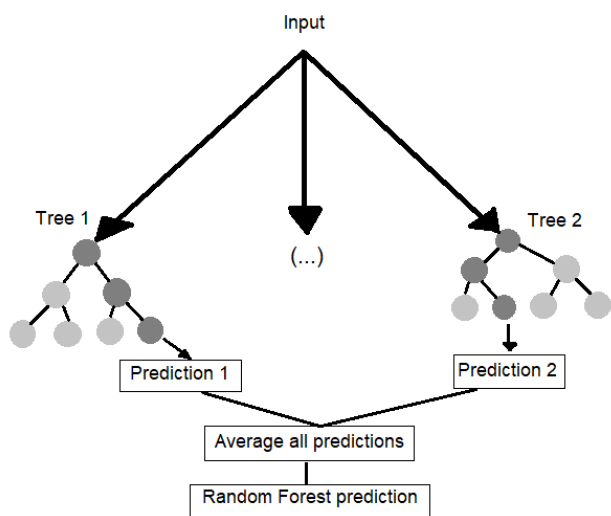 Input
Tree 1
Tree 2
(...)
Prediction 1
Prediction 2
Average all predictions
Random Forest prediction